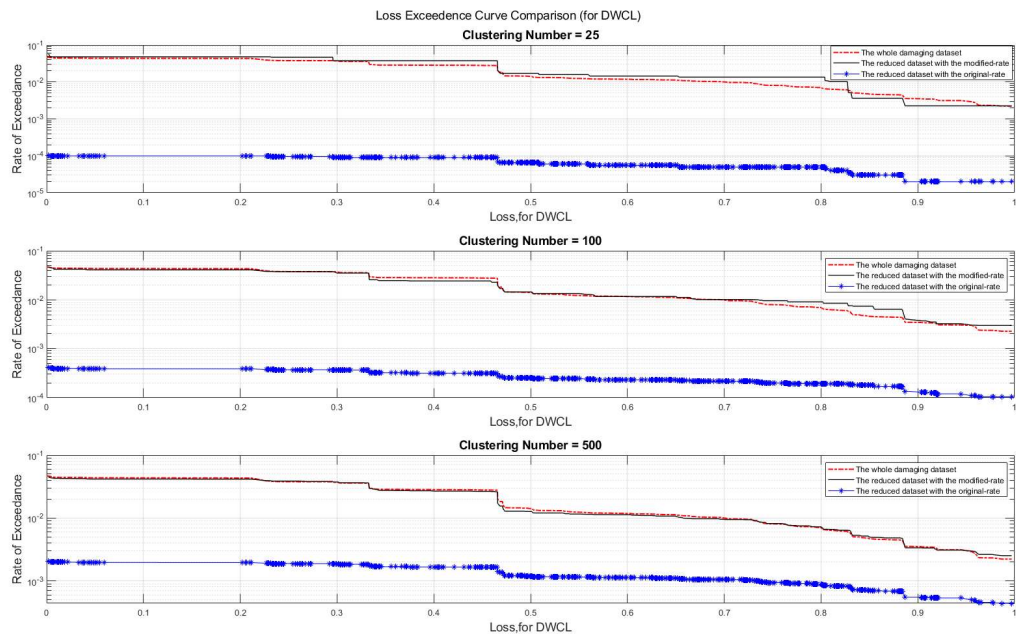 Loss Exceedence Curve Comparison (for DWCL)
Clustering Number = 25
The whole damaging dataset
The reduced dataset with the modified-rate
The reduced dataset with the original-rate
Rate of Exceedance
10-1
10-2
10-3
10-4
10-5
0 0.1 0.2 0.3 0.4 0.5 0.6 0.7 0.8 0.9 1
Loss,for DWCL
Clustering Number = 100
The whole damaging dataset
The reduced dataset with the modified-rate
The reduced dataset with the original-rate
Rate of Exceedance
10-1
10-2
10-3
10-4
0 0.1 0.2 0.3 0.4 0.5 0.6 0.7 0.8 0.9 1
Loss,for DWCL
Clustering Number = 500
The whole damaging dataset
The reduced dataset with the modified-rate
The reduced dataset with the original-rate
Rate of Exceedance
10-1
10-2
10-3
0 0.1 0.2 0.3 0.4 0.5 0.6 0.7 0.8 0.9 1
Loss,for DWCL